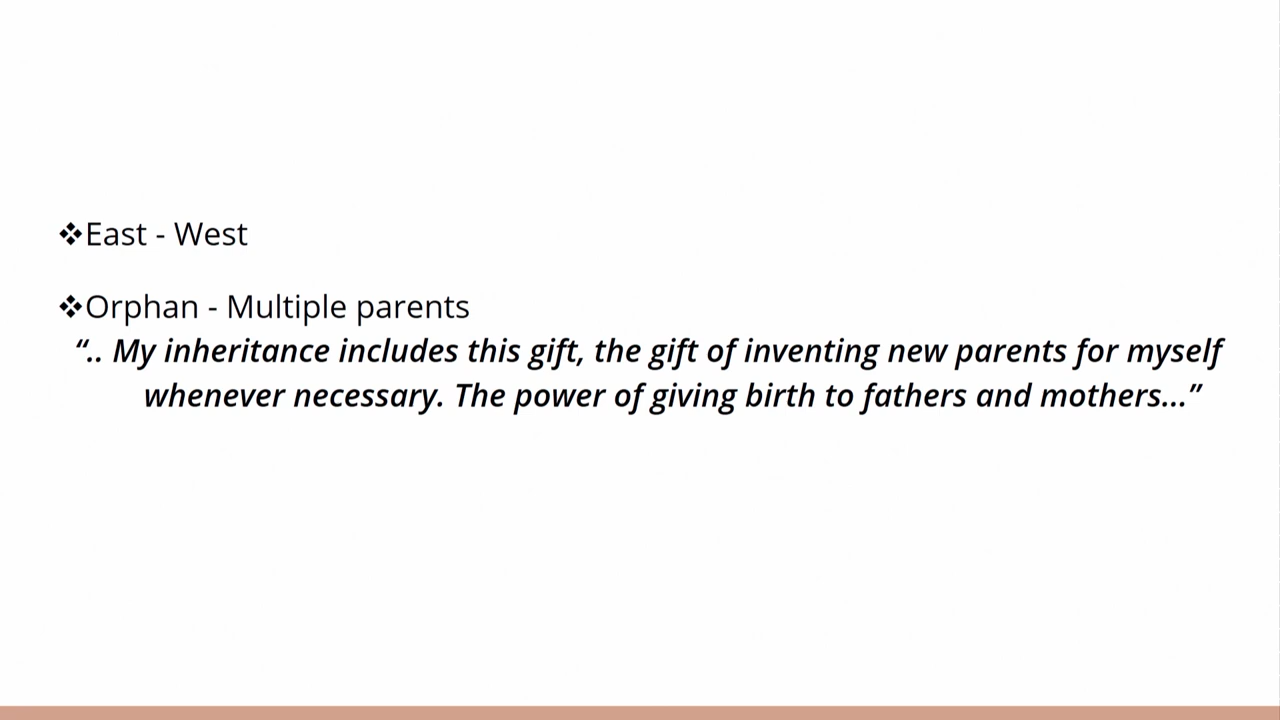 ❖East - West
❖Orphan - Multiple parents
“.. My inheritance includes this gift, the gift of inventing new parents for myself
whenever necessary. The power of giving birth to fathers and mothers...”